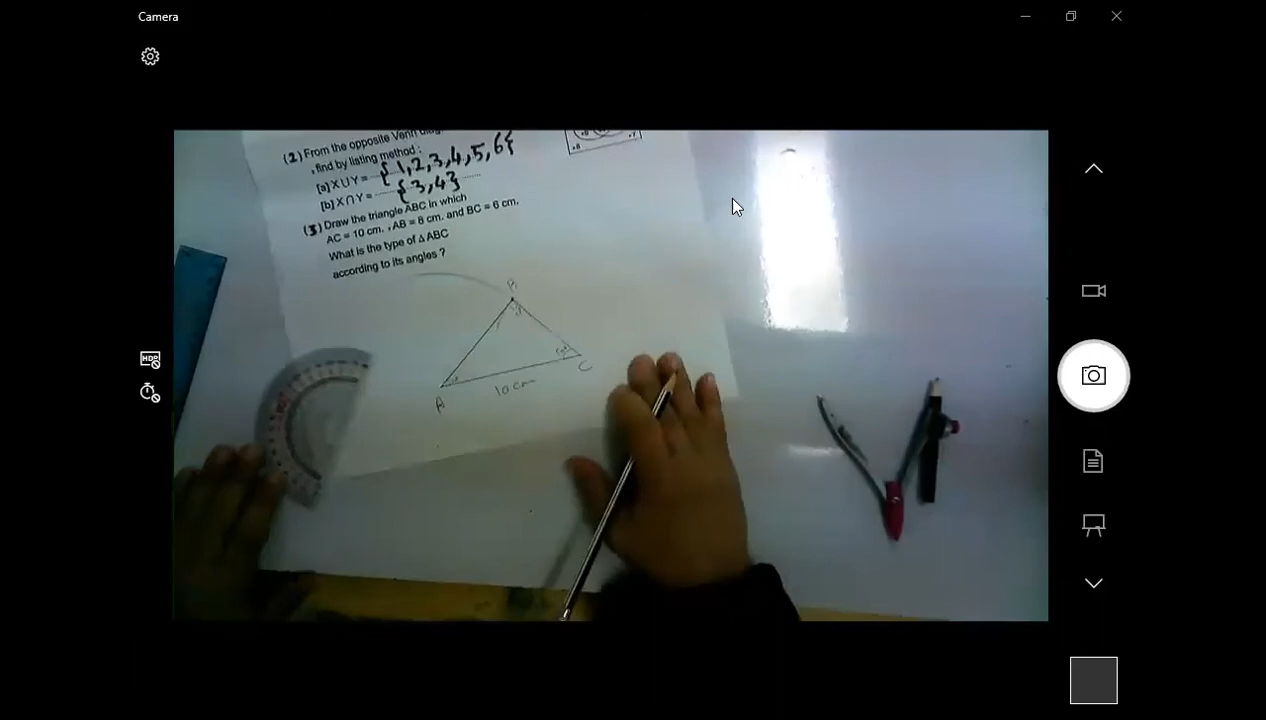 Camera
(2) From the opposite Venn diag
, find by listing method :
[a] X ∪ Y = {1,2,3,4,5,6}
[b] X ∩ Y = {3,4}
(3) Draw the triangle ABC in which
AC = 10 cm. , AB = 8 cm. and BC = 6 cm.
What is the type of △ ABC
according to its angles ?
B
C
10 cm
A